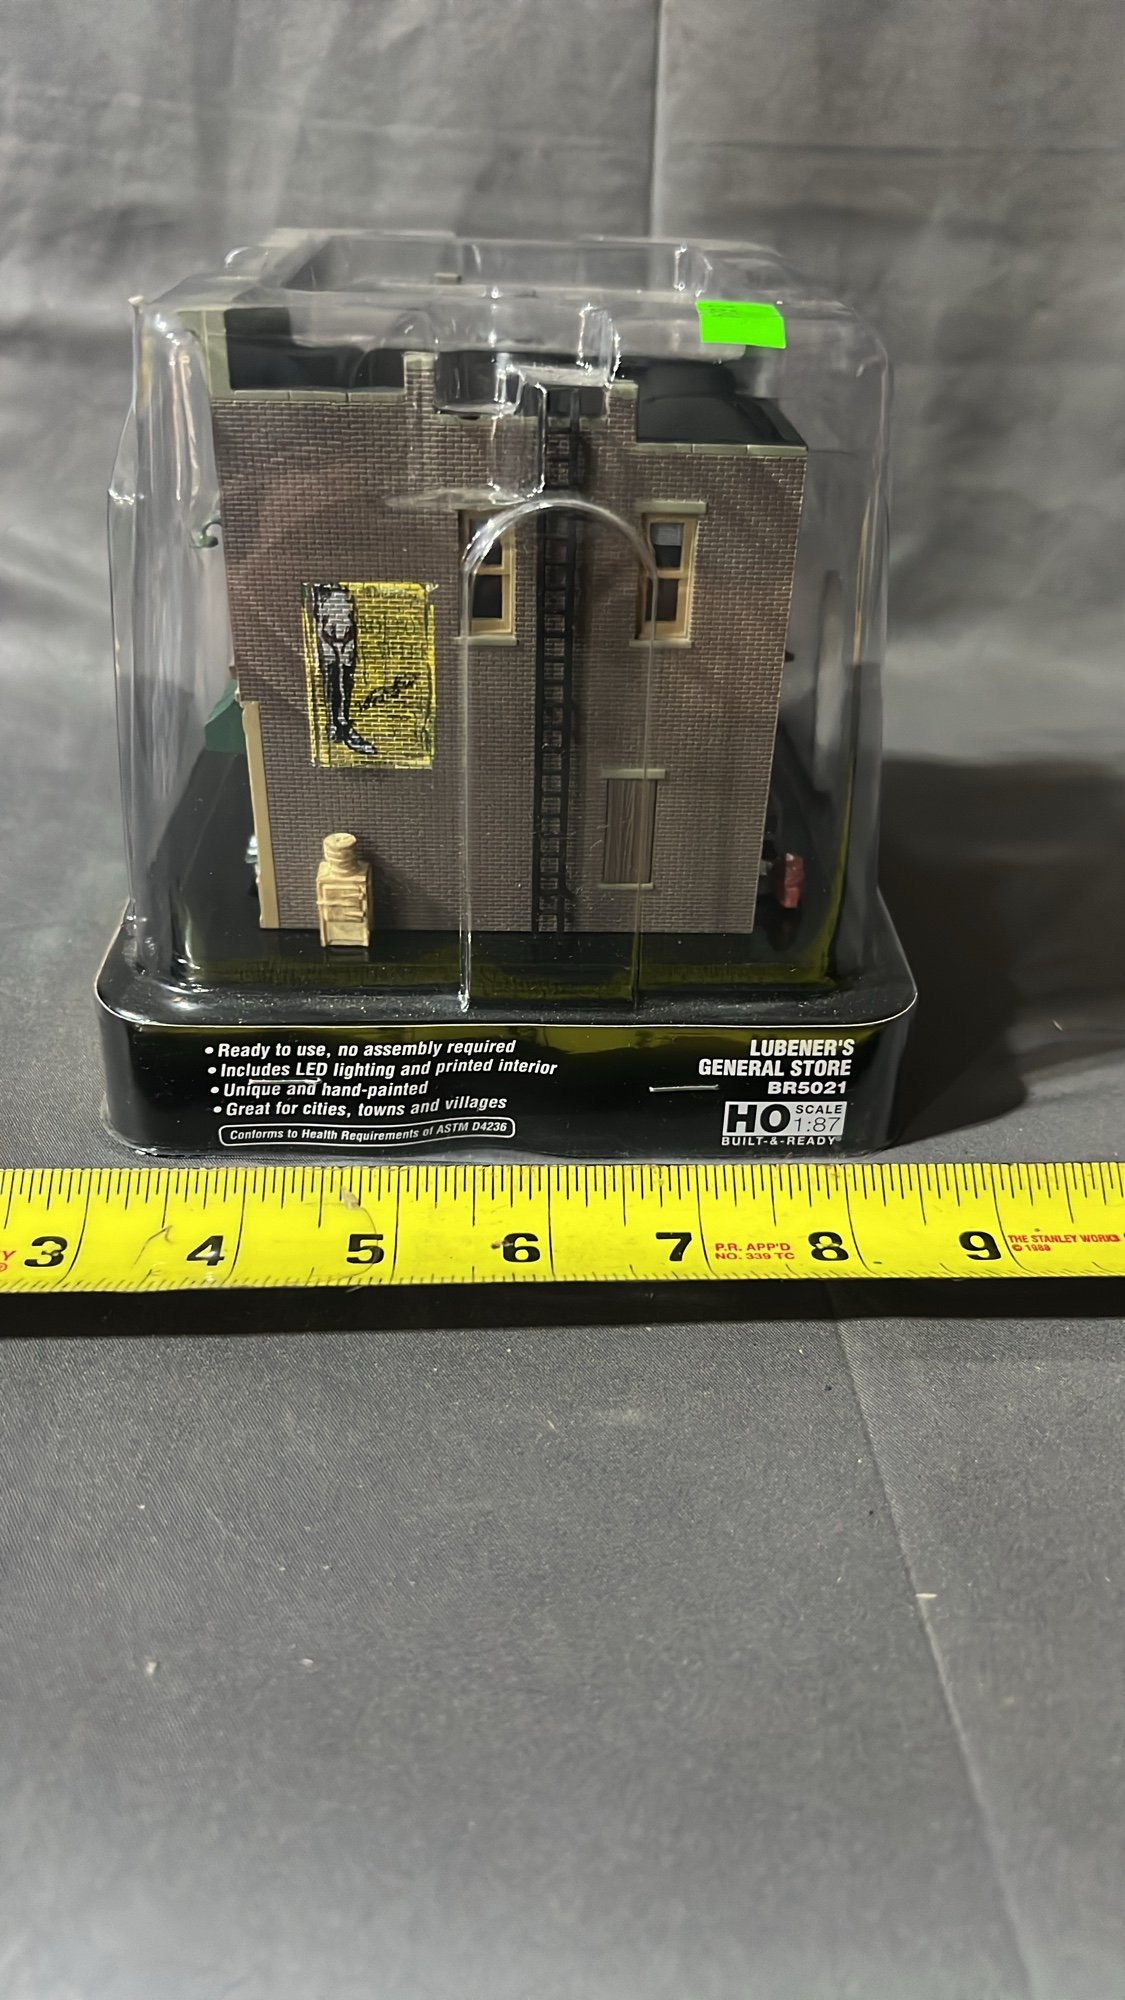 • Ready to use, no assembly required
• Includes LED lighting and printed interior
• Unique and hand-painted
• Great for cities, towns and villages
Conforms to Health Requirements of ASTM D4236
LUBENER'S
GENERAL STORE
BR5021
HO SCALE 1:87
BUILT-&-READY®
Y® 3 4 5 6 7 P.R. APP'D NO. 339 TC 8 9 THE STANLEY WORKS © 1989